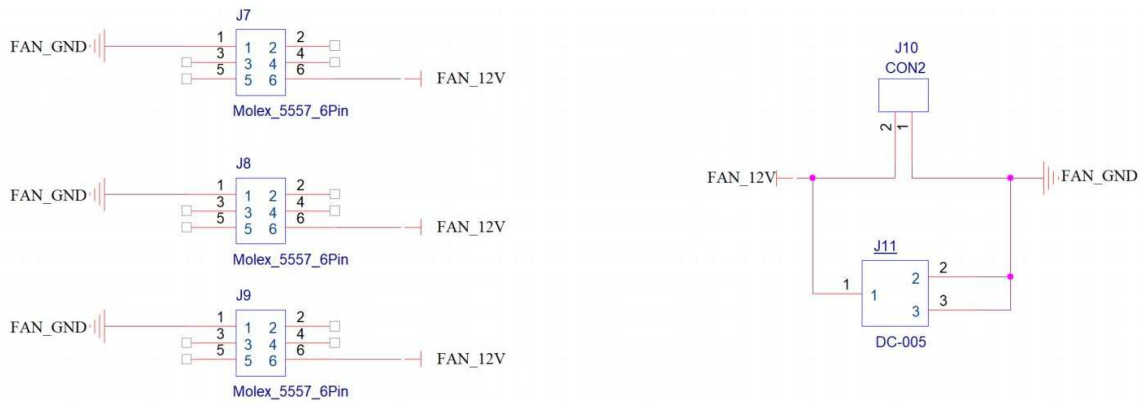 J7
FAN_GND 1 1 2 2
3 3 4 4
5 5 6 6 FAN_12V
Molex_5557_6Pin
J8
FAN_GND 1 1 2 2
3 3 4 4
5 5 6 6 FAN_12V
Molex_5557_6Pin
J9
FAN_GND 1 1 2 2
3 3 4 4
5 5 6 6 FAN_12V
Molex_5557_6Pin
J10
CON2
2 1
FAN_12V FAN_GND
J11
1 1 2 2
3 3
DC-005